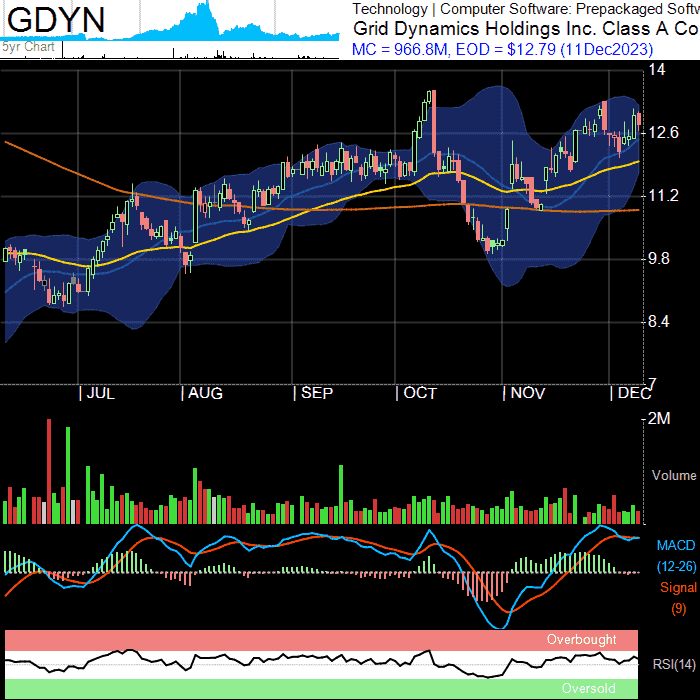 GDYN
5yr Chart
Technology | Computer Software: Prepackaged Softw
Grid Dynamics Holdings Inc. Class A Co
MC = 966.8M, EOD = $12.79 (11Dec2023)
14
12.6
11.2
9.8
8.4
7
| JUL | AUG | SEP | OCT | NOV | DEC
2M
Volume
MACD
(12-26)
Signal
(9)
Overbought
RSI(14)
Oversold